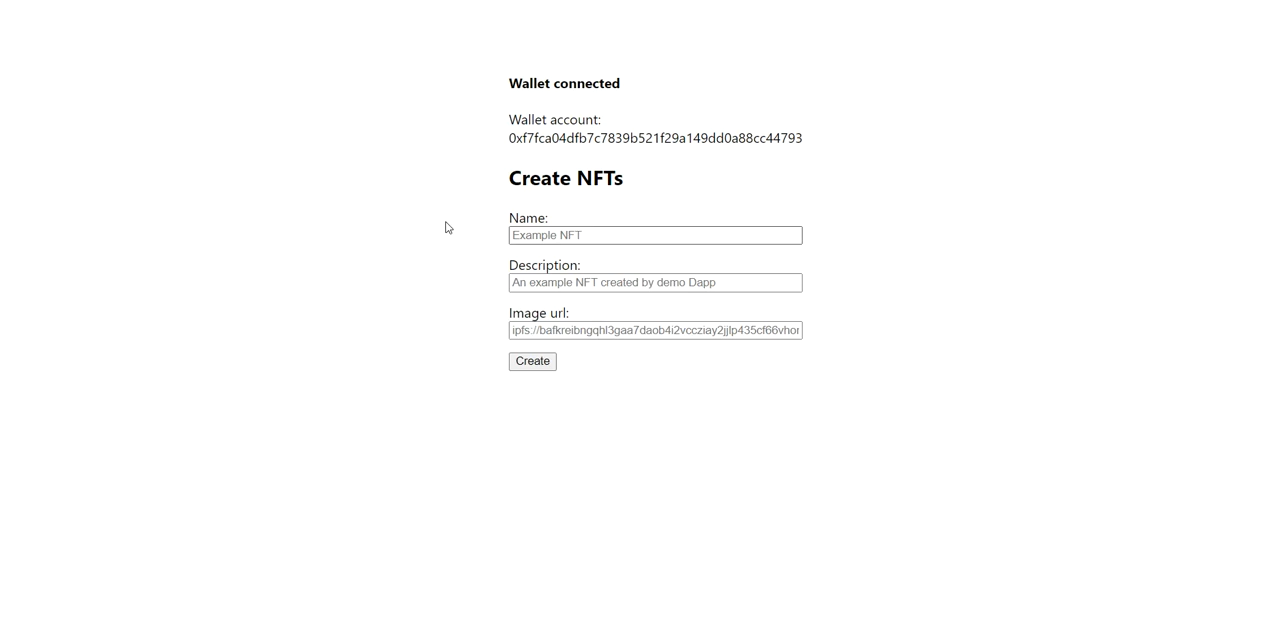 Wallet connected
Wallet account:
0xf7fca04dfb7c7839b521f29a149dd0a88cc44793
Create NFTs
Name:
Example NFT
Description:
An example NFT created by demo Dapp
Image url:
ipfs://bafkreibngqhl3gaa7daob4i2vccziay2jjlp435cf66vhor
Create